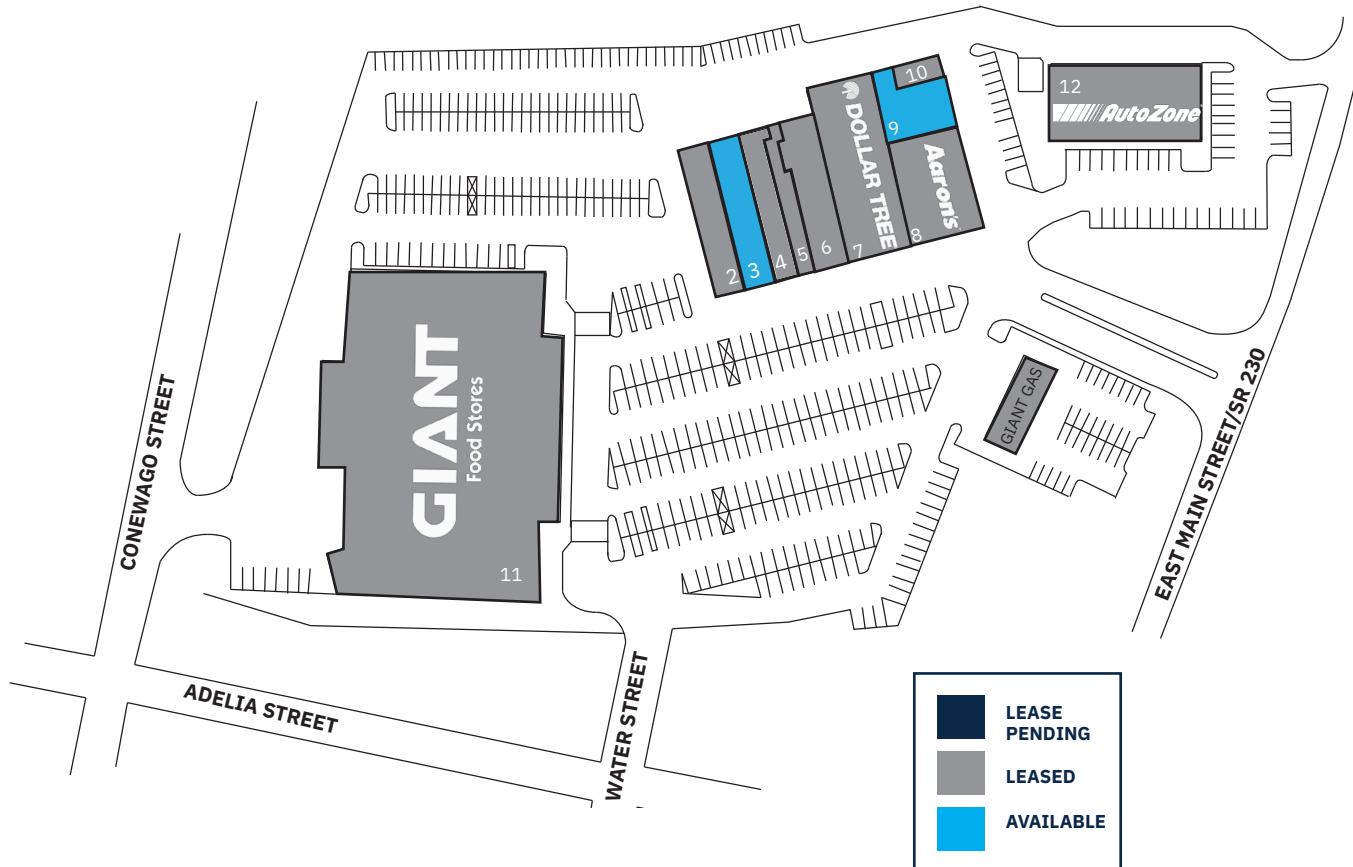 10
12
AutoZone
9
DOLLAR TREE
Aaron's
2
3
4
5
6
7
8
GIANT
Food Stores
11
GIANT GAS
CONEWAGO STREET
EAST MAIN STREET/SR 230
ADELIA STREET
WATER STREET
LEASE
PENDING
LEASED
AVAILABLE